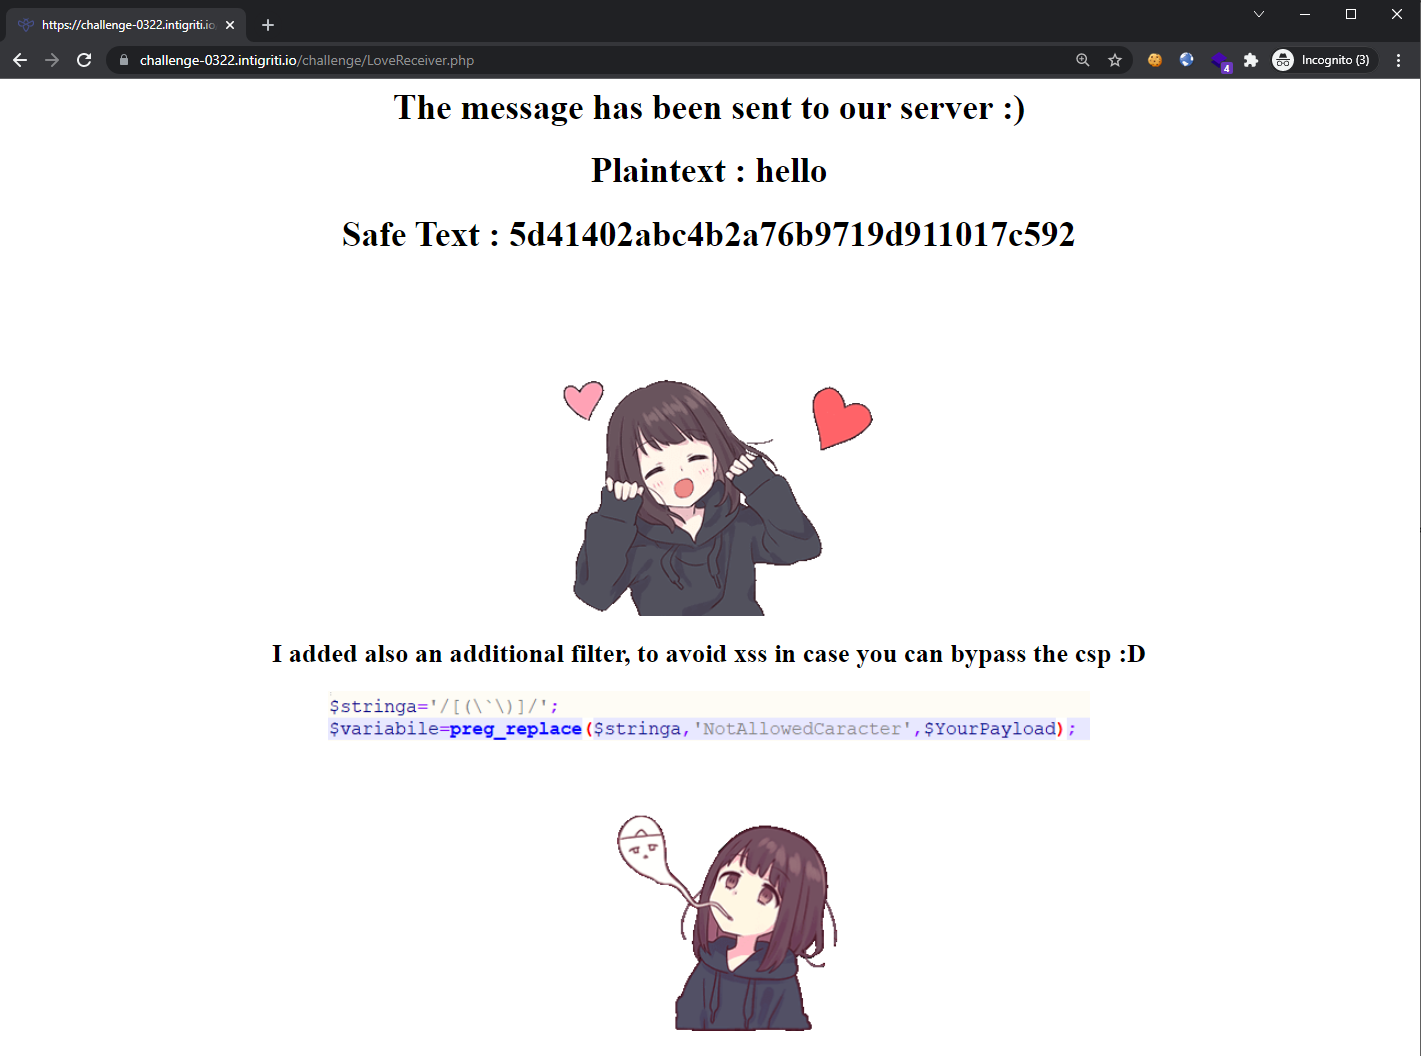 https://challenge-0322.intigriti.io
challenge-0322.intigriti.io/challenge/LoveReceiver.php
4
Incognito (3)
The message has been sent to our server :)
Plaintext : hello
Safe Text : 5d41402abc4b2a76b9719d911017c592
I added also an additional filter, to avoid xss in case you can bypass the csp :D
$stringa='/[(\`\)]/';
$variabile=preg_replace($stringa,'NotAllowedCaracter',$YourPayload);